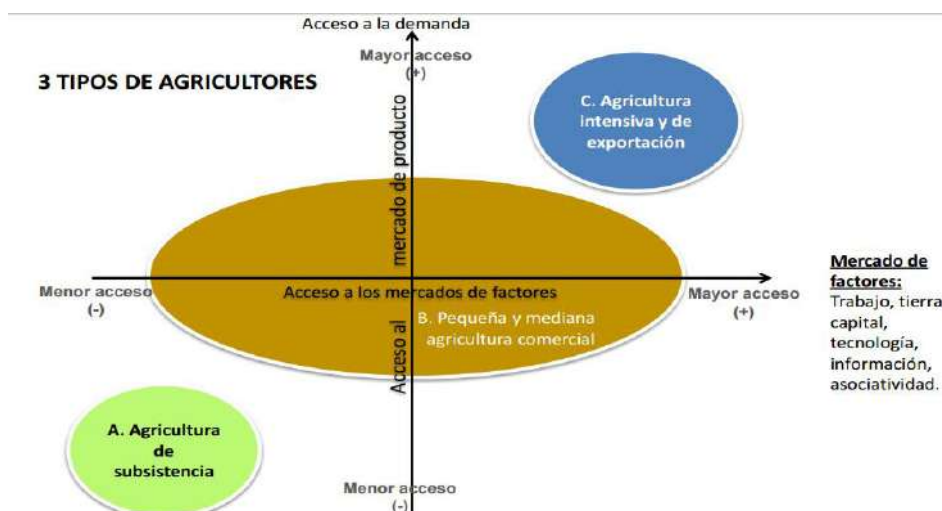 Acceso a la demanda
Mayor acceso
(+)
3 TIPOS DE AGRICULTORES
C. Agricultura
intensiva y de
exportación
Acceso al mercado de producto
Menor acceso
(-)
Acceso a los mercados de factores
Mayor acceso
(+)
B. Pequeña y mediana
agricultura comercial
Mercado de
factores:
Trabajo, tierra
capital,
tecnología,
información,
asociatividad.
A. Agricultura
de
subsistencia
Menor acceso
(-)